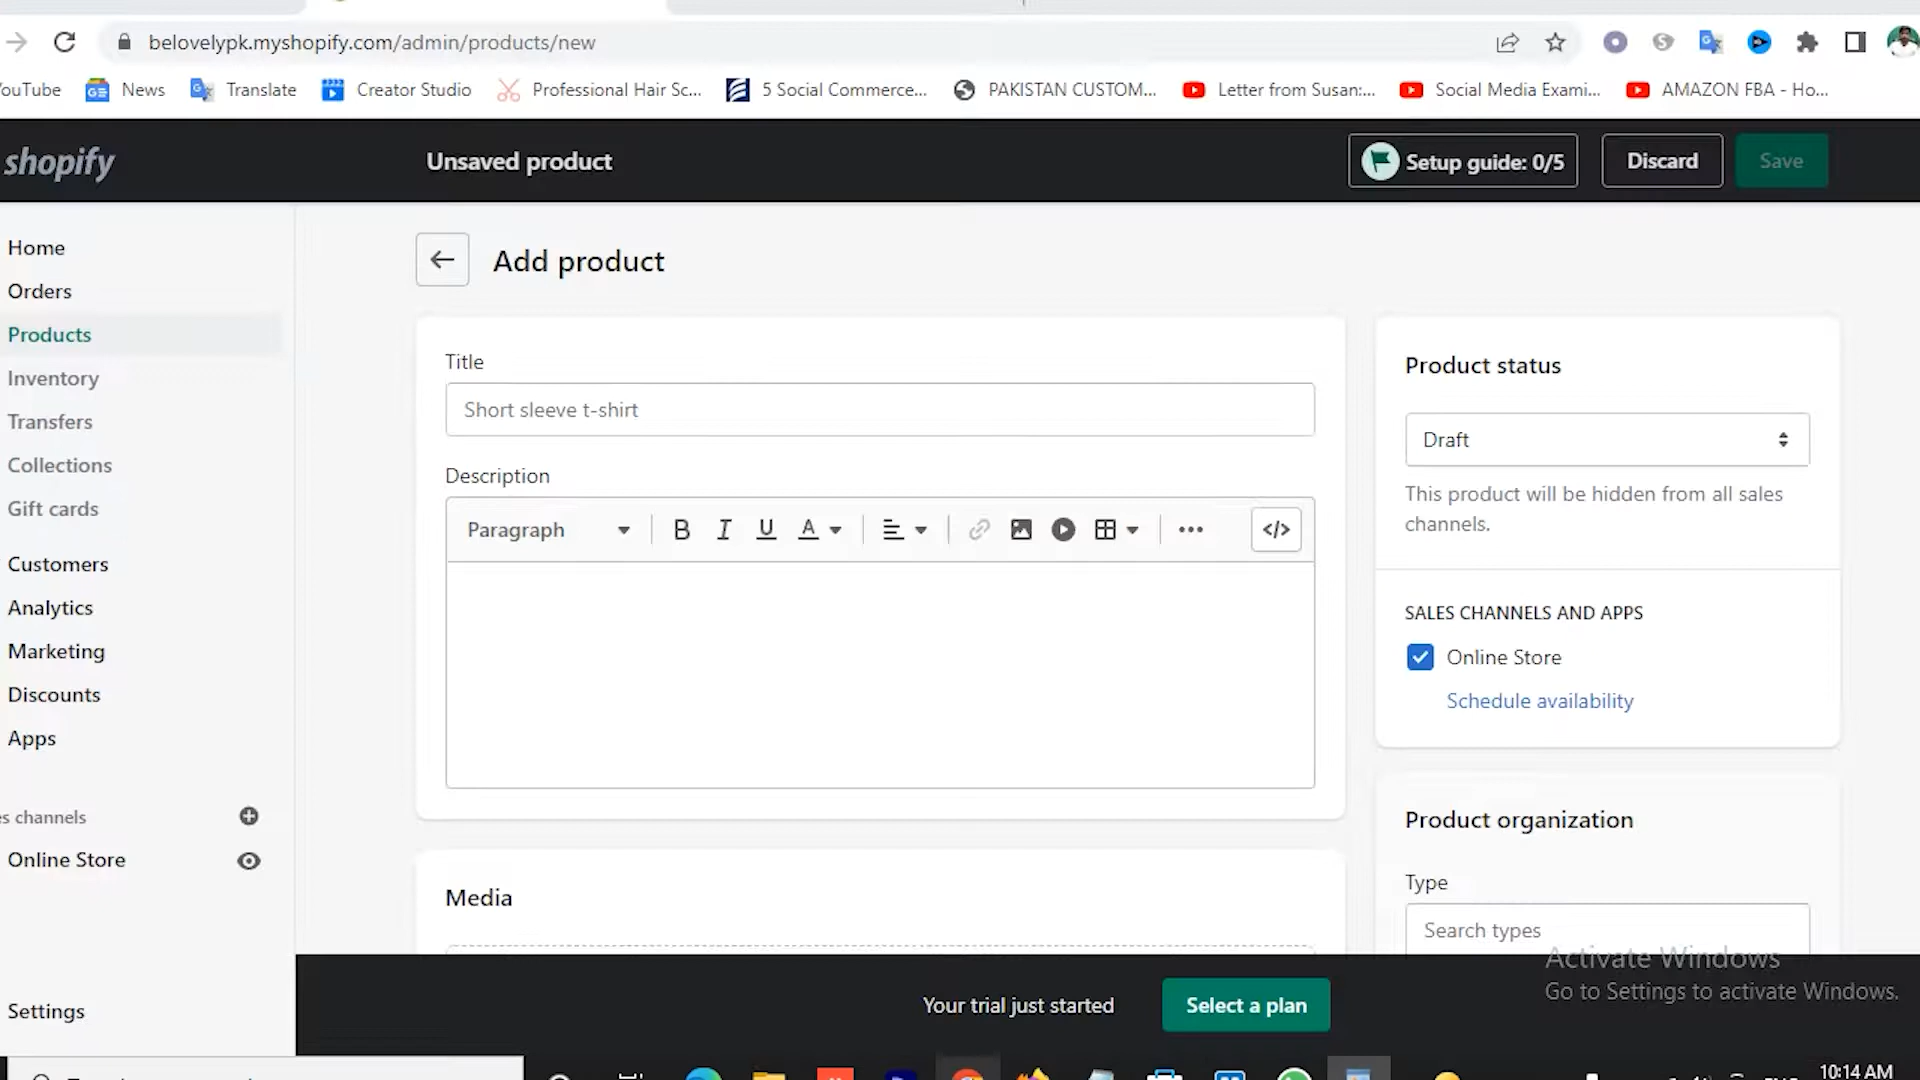 belovelypk.myshopify.com/admin/products/new
ouTube News Translate Creator Studio Professional Hair Sc... 5 Social Commerce... PAKISTAN CUSTOM... Letter from Susan:... Social Media Exami... AMAZON FBA - Ho...
shopify Unsaved product Setup guide: 0/5 Discard Save
Home
Orders
Products
Inventory
Transfers
Collections
Gift cards
Customers
Analytics
Marketing
Discounts
Apps
s channels
Online Store
Settings
Add product
Title
Short sleeve t-shirt
Description
Paragraph B I U A </>
Media
Product status
Draft
This product will be hidden from all sales
channels.
SALES CHANNELS AND APPS
Online Store
Schedule availability
Product organization
Type
Search types
Activate Windows
Go to Settings to activate Windows.
Your trial just started Select a plan
10:14 AM